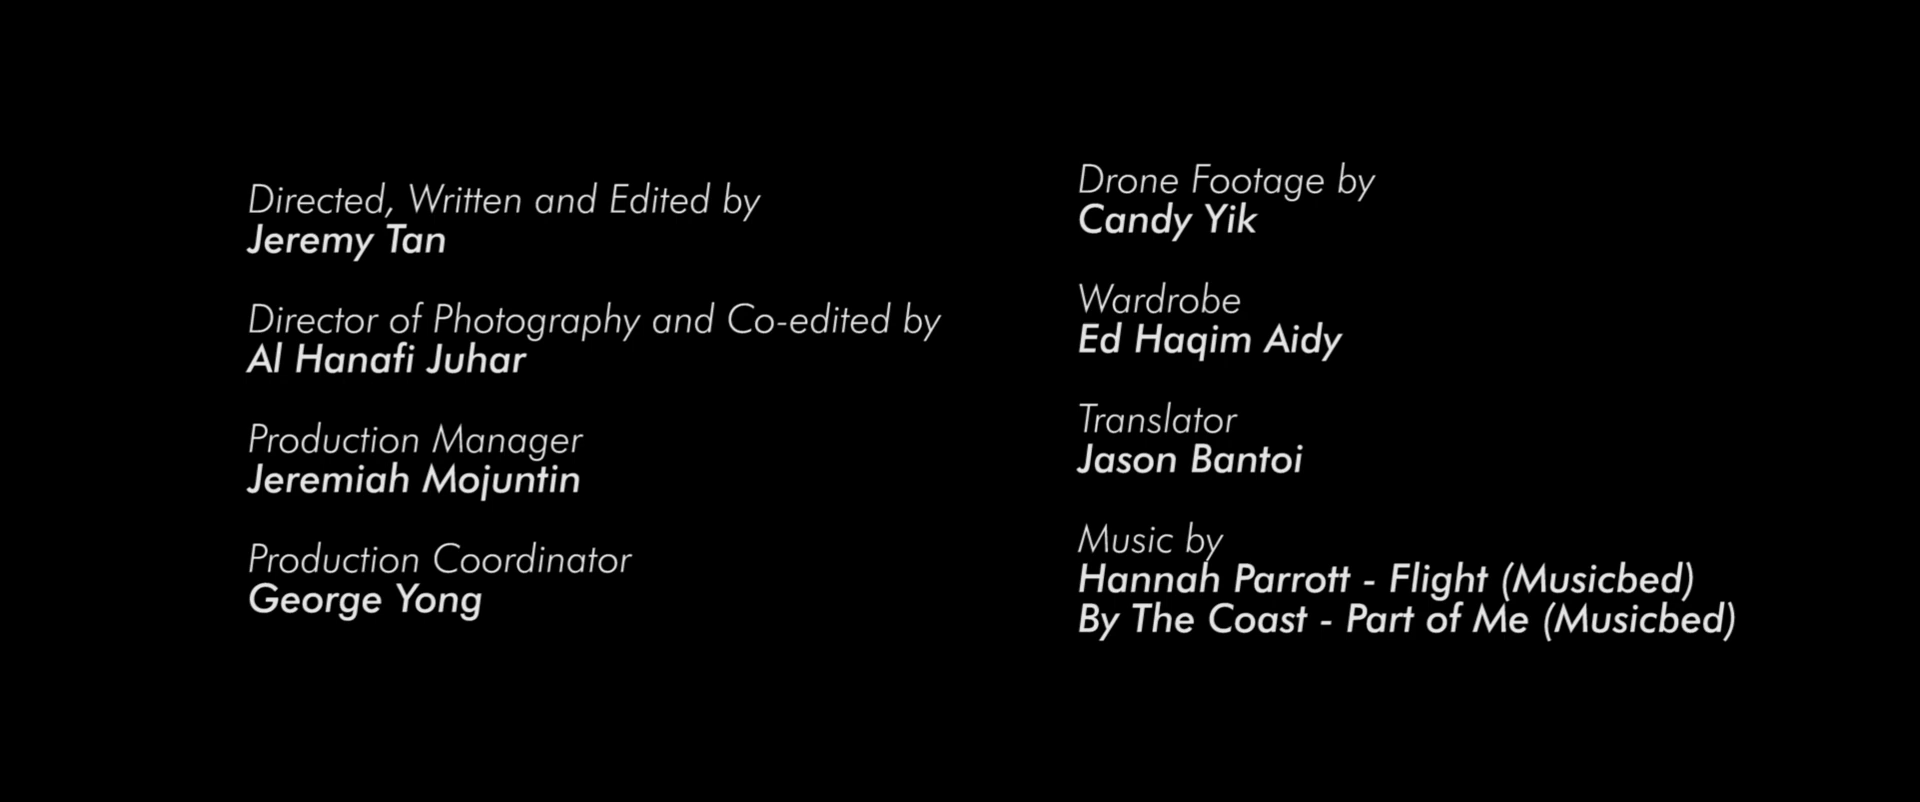 Directed, Written and Edited by
Jeremy Tan
Director of Photography and Co-edited by
Al Hanafi Juhar
Production Manager
Jeremiah Mojuntin
Production Coordinator
George Yong
Drone Footage by
Candy Yik
Wardrobe
Ed Haqim Aidy
Translator
Jason Bantoi
Music by
Hannah Parrott - Flight (Musicbed)
By The Coast - Part of Me (Musicbed)